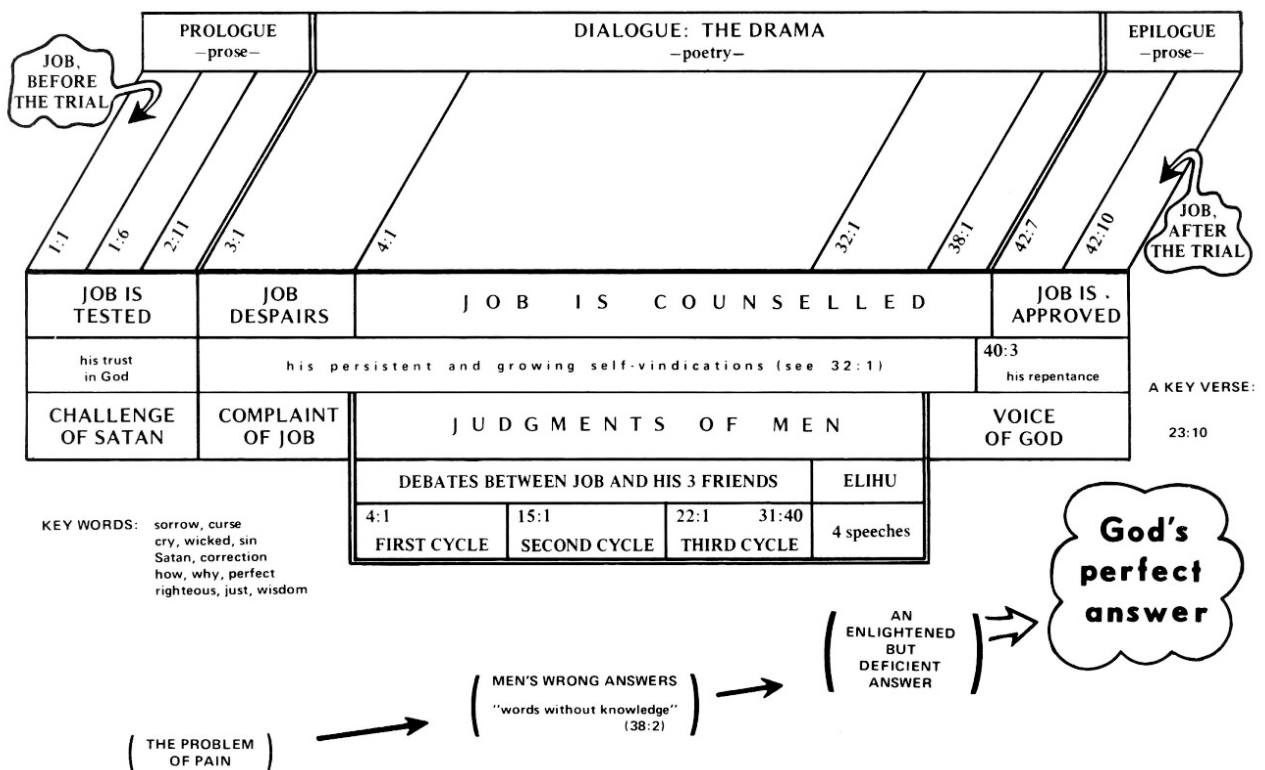 PROLOGUE
—prose—
DIALOGUE: THE DRAMA
—poetry—
EPILOGUE
—prose—
JOB,
BEFORE
THE TRIAL
1:1
1:6
2:11
3:1
4:1
32:1
38:1
42:7
42:10
JOB,
AFTER
THE TRIAL
JOB IS
TESTED
JOB
DESPAIRS
JOB IS COUNSELLED
JOB IS
APPROVED
his trust
in God
his persistent and growing self-vindications (see 32:1)
40:3
his repentance
A KEY VERSE:
23:10
CHALLENGE
OF SATAN
COMPLAINT
OF JOB
JUDGMENTS OF MEN
VOICE
OF GOD
DEBATES BETWEEN JOB AND HIS 3 FRIENDS
ELIHU
4:1
FIRST CYCLE
15:1
SECOND CYCLE
22:1 31:40
THIRD CYCLE
4 speeches
KEY WORDS: sorrow, curse
cry, wicked, sin
Satan, correction
how, why, perfect
righteous, just, wisdom
God's
perfect
answer
AN
ENLIGHTENED
BUT
DEFICIENT
ANSWER
MEN'S WRONG ANSWERS
"words without knowledge"
(38:2)
THE PROBLEM
OF PAIN